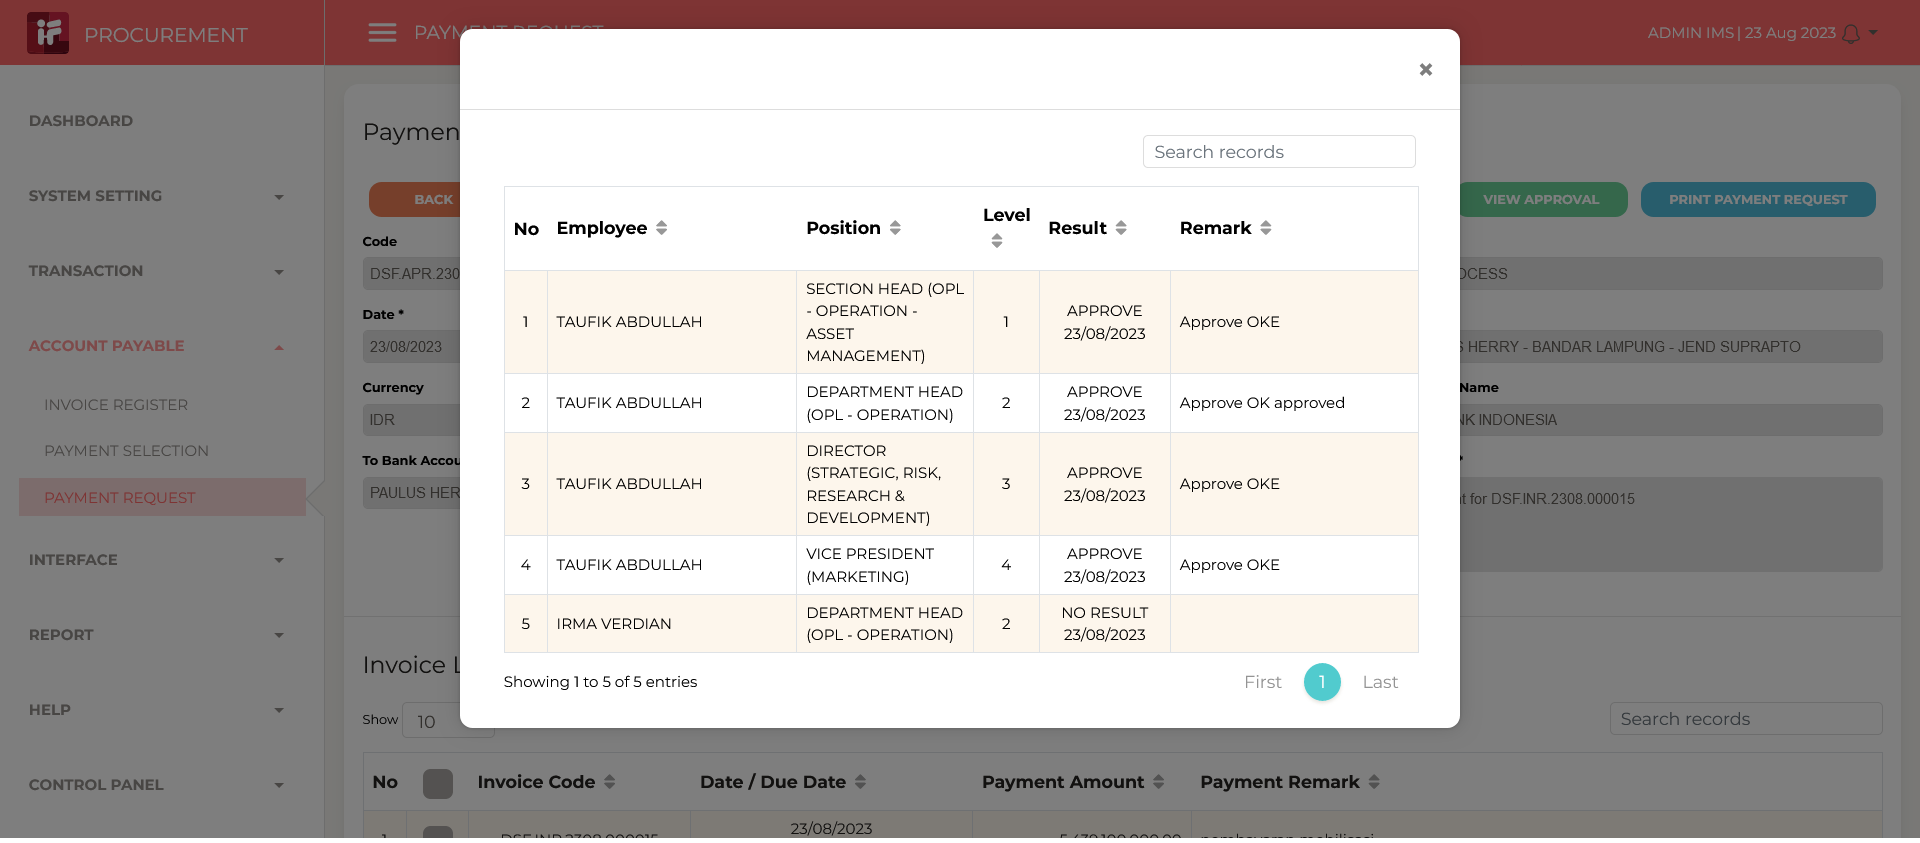 PROCUREMENT
PAYMENT REQUEST
ADMIN IMS | 23 Aug 2023
DASHBOARD
SYSTEM SETTING
TRANSACTION
ACCOUNT PAYABLE
INVOICE REGISTER
PAYMENT SELECTION
PAYMENT REQUEST
INTERFACE
REPORT
HELP
CONTROL PANEL
Paymen
BACK
VIEW APPROVAL
PRINT PAYMENT REQUEST
Code
DSF.APR.230
OCESS
Date *
23/08/2023
S HERRY - BANDAR LAMPUNG - JEND SUPRAPTO
Currency
Name
IDR
NK INDONESIA
To Bank Accou
*
PAULUS HER
t for DSF.INR.2308.000015
×
Search records
No Employee Position Level Result Remark
1 TAUFIK ABDULLAH SECTION HEAD (OPL
- OPERATION -
ASSET
MANAGEMENT) 1 APPROVE
23/08/2023 Approve OKE
2 TAUFIK ABDULLAH DEPARTMENT HEAD
(OPL - OPERATION) 2 APPROVE
23/08/2023 Approve OK approved
3 TAUFIK ABDULLAH DIRECTOR
(STRATEGIC, RISK,
RESEARCH &
DEVELOPMENT) 3 APPROVE
23/08/2023 Approve OKE
4 TAUFIK ABDULLAH VICE PRESIDENT
(MARKETING) 4 APPROVE
23/08/2023 Approve OKE
5 IRMA VERDIAN DEPARTMENT HEAD
(OPL - OPERATION) 2 NO RESULT
23/08/2023
Showing 1 to 5 of 5 entries
First 1 Last
Invoice L
Show 10
Search records
No Invoice Code Date / Due Date Payment Amount Payment Remark
23/08/2023
1 DSF.INR.2308.000015